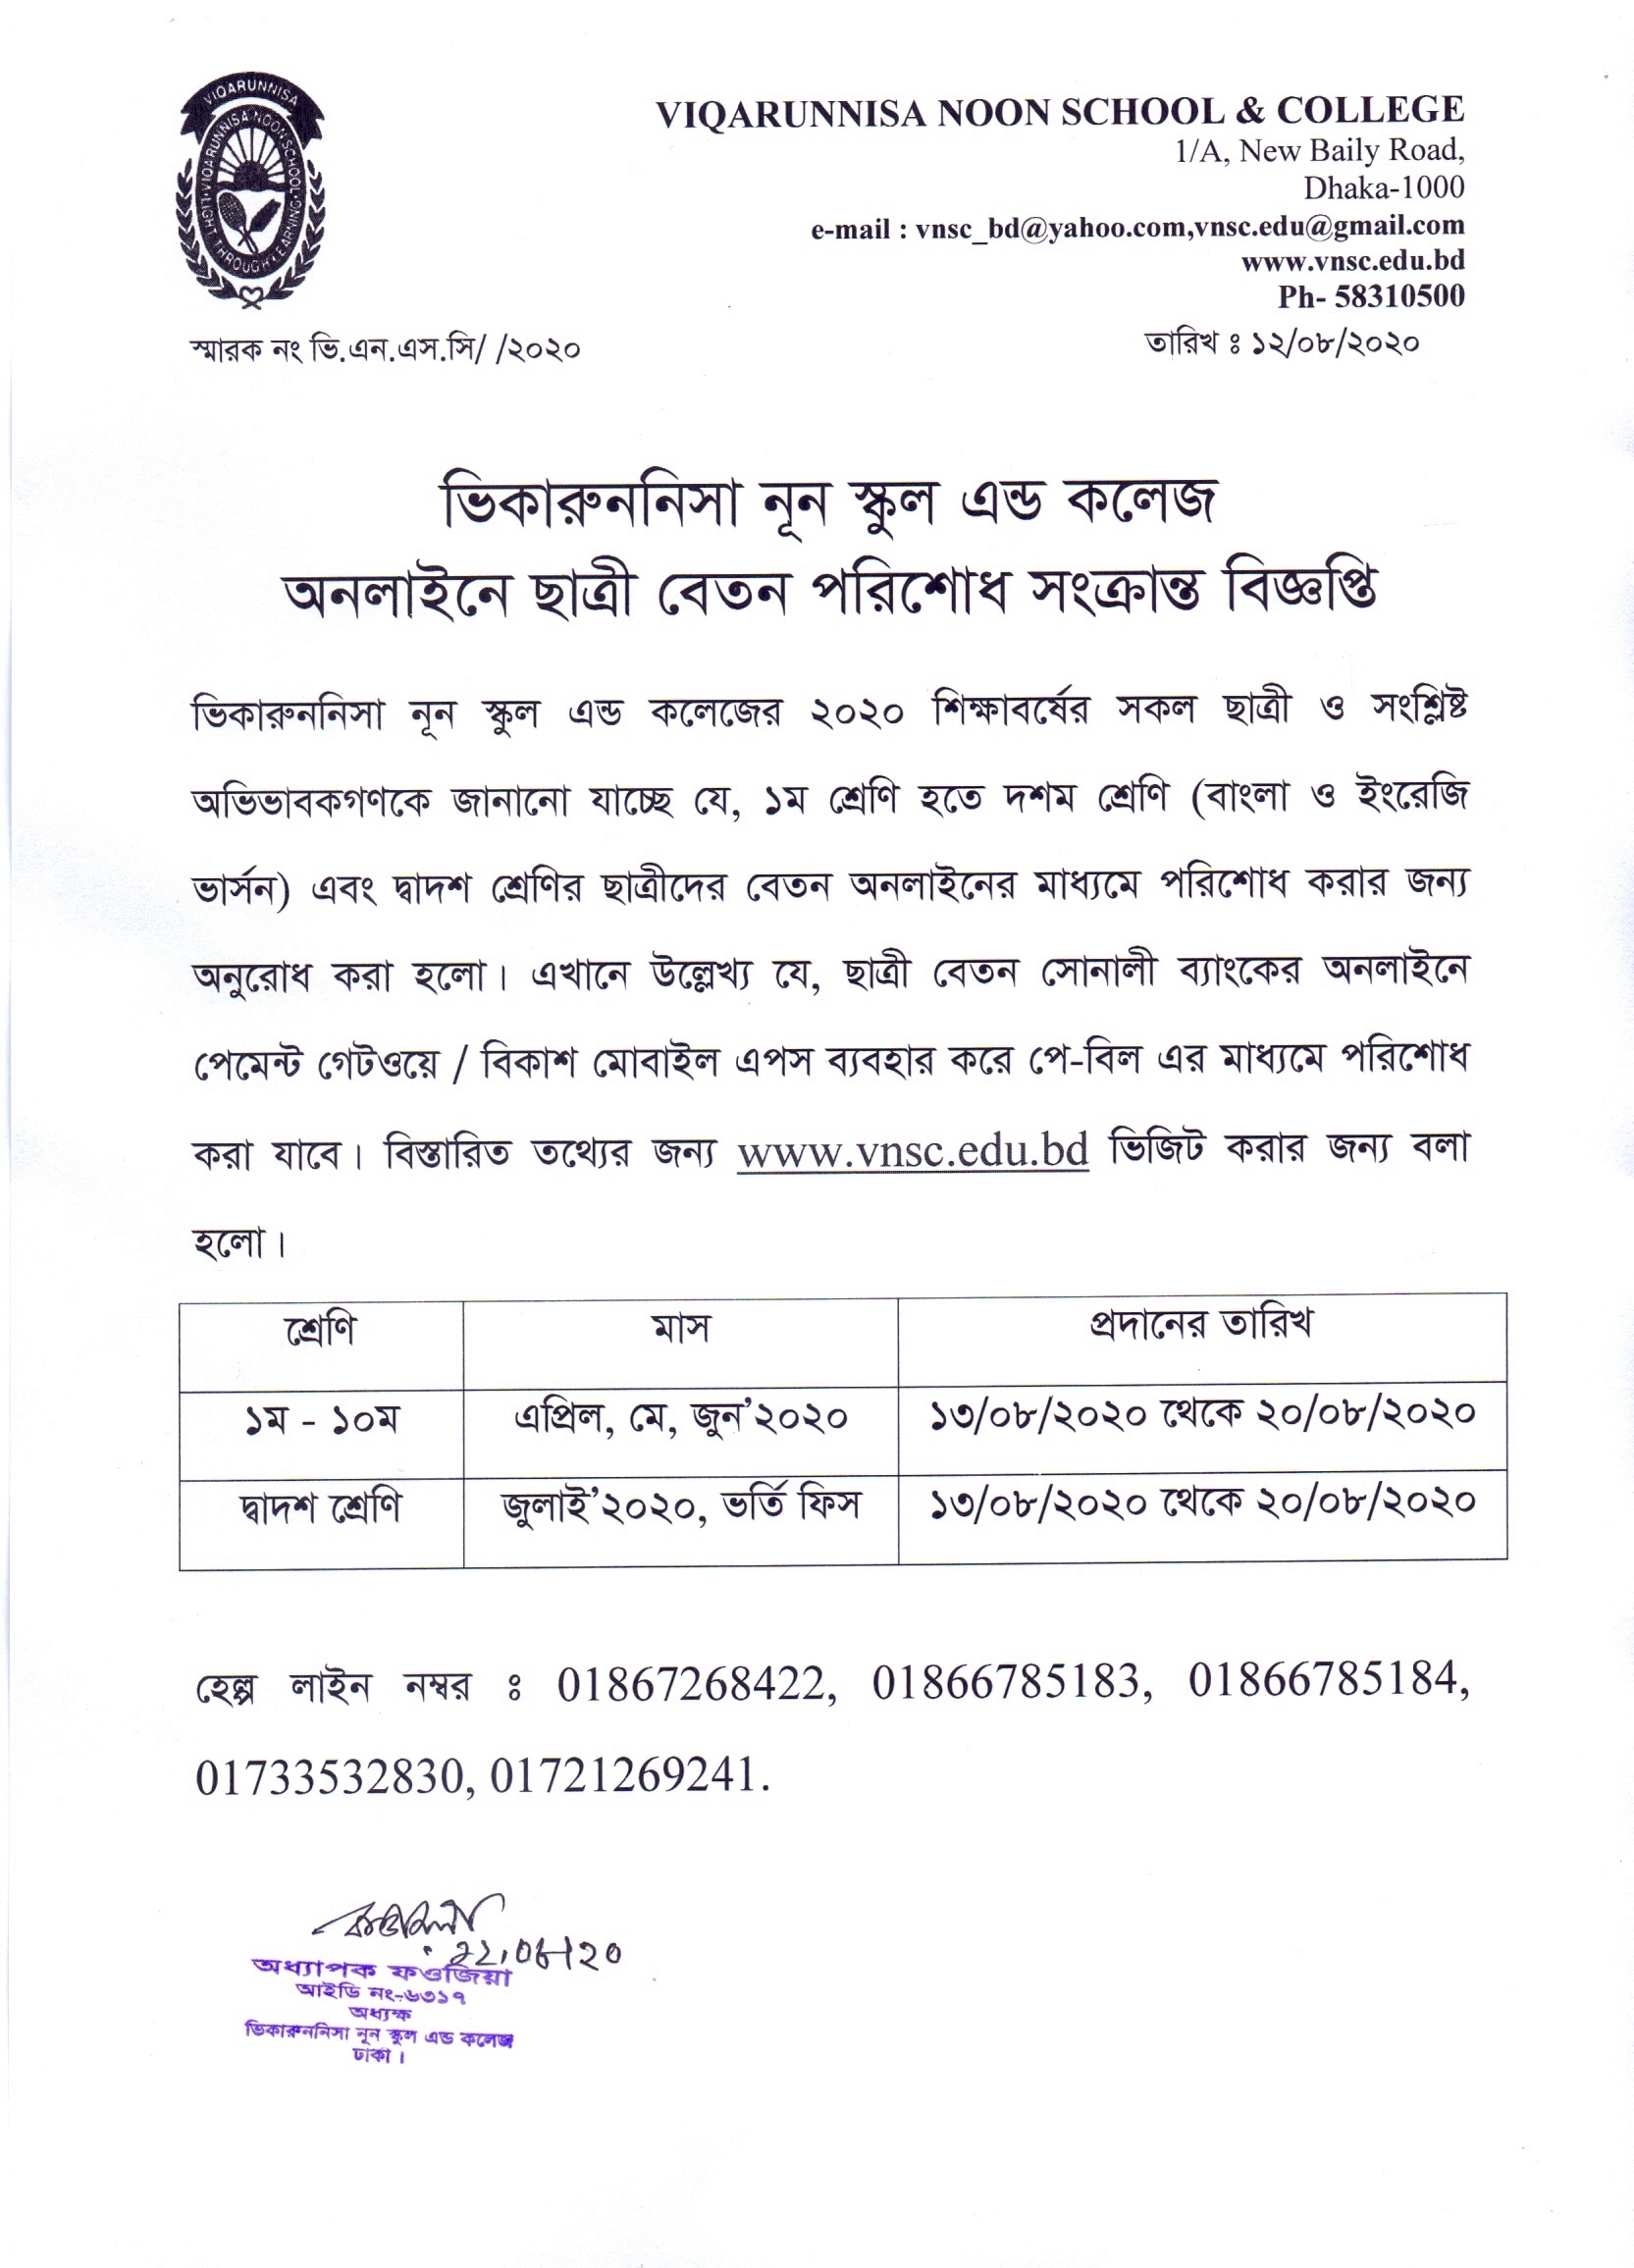 VIQARUNNISA
VIQARUNNISA NOON SCHOOL
LIGHT THROUGH LEARNING
VIQARUNNISA NOON SCHOOL & COLLEGE
1/A, New Baily Road,
Dhaka-1000
e-mail : vnsc_bd@yahoo.com,vnsc.edu@gmail.com
www.vnsc.edu.bd
Ph- 58310500
স্মারক নং ভি.এন.এস.সি/ /২০২০ তারিখ ঃ ১২/০৮/২০২০
ভিকারুননিসা নূন স্কুল এন্ড কলেজ
অনলাইনে ছাত্রী বেতন পরিশোধ সংক্রান্ত বিজ্ঞপ্তি
ভিকারুননিসা নূন স্কুল এন্ড কলেজের ২০২০ শিক্ষাবর্ষের সকল ছাত্রী ও সংশ্লিষ্ট
অভিভাবকগণকে জানানো যাচ্ছে যে, ১ম শ্রেণি হতে দশম শ্রেণি (বাংলা ও ইংরেজি
ভার্সন) এবং দ্বাদশ শ্রেণির ছাত্রীদের বেতন অনলাইনের মাধ্যমে পরিশোধ করার জন্য
অনুরোধ করা হলো। এখানে উল্লেখ্য যে, ছাত্রী বেতন সোনালী ব্যাংকের অনলাইনে
পেমেন্ট গেটওয়ে / বিকাশ মোবাইল এপস ব্যবহার করে পে-বিল এর মাধ্যমে পরিশোধ
করা যাবে। বিস্তারিত তথ্যের জন্য www.vnsc.edu.bd ভিজিট করার জন্য বলা
হলো।
শ্রেণি মাস প্রদানের তারিখ
১ম - ১০ম এপ্রিল, মে, জুন’২০২০ ১৩/০৮/২০২০ থেকে ২০/০৮/২০২০
দ্বাদশ শ্রেণি জুলাই’২০২০, ভর্তি ফিস ১৩/০৮/২০২০ থেকে ২০/০৮/২০২০
হেল্প লাইন নম্বর ঃ 01867268422, 01866785183, 01866785184,
01733532830, 01721269241.
অধ্যাপক ফওজিয়া
আইডি নং-৬৩১৭
অধ্যক্ষ
ভিকারুননিসা নূন স্কুল এন্ড কলেজ
ঢাকা।